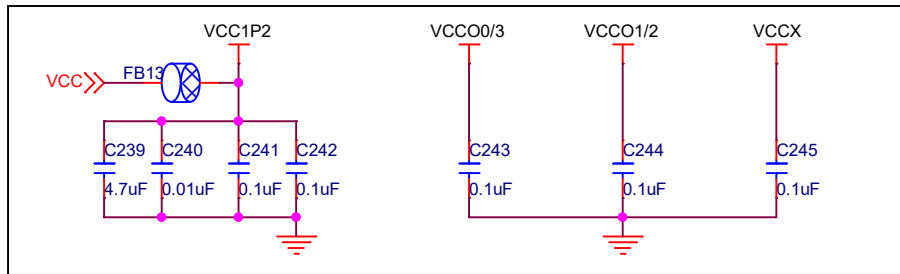 VCC1P2
VCCO0/3
VCCO1/2
VCCX
VCC
FB13
C239
C240
C241
C242
C243
C244
C245
4.7uF
0.01uF
0.1uF
0.1uF
0.1uF
0.1uF
0.1uF